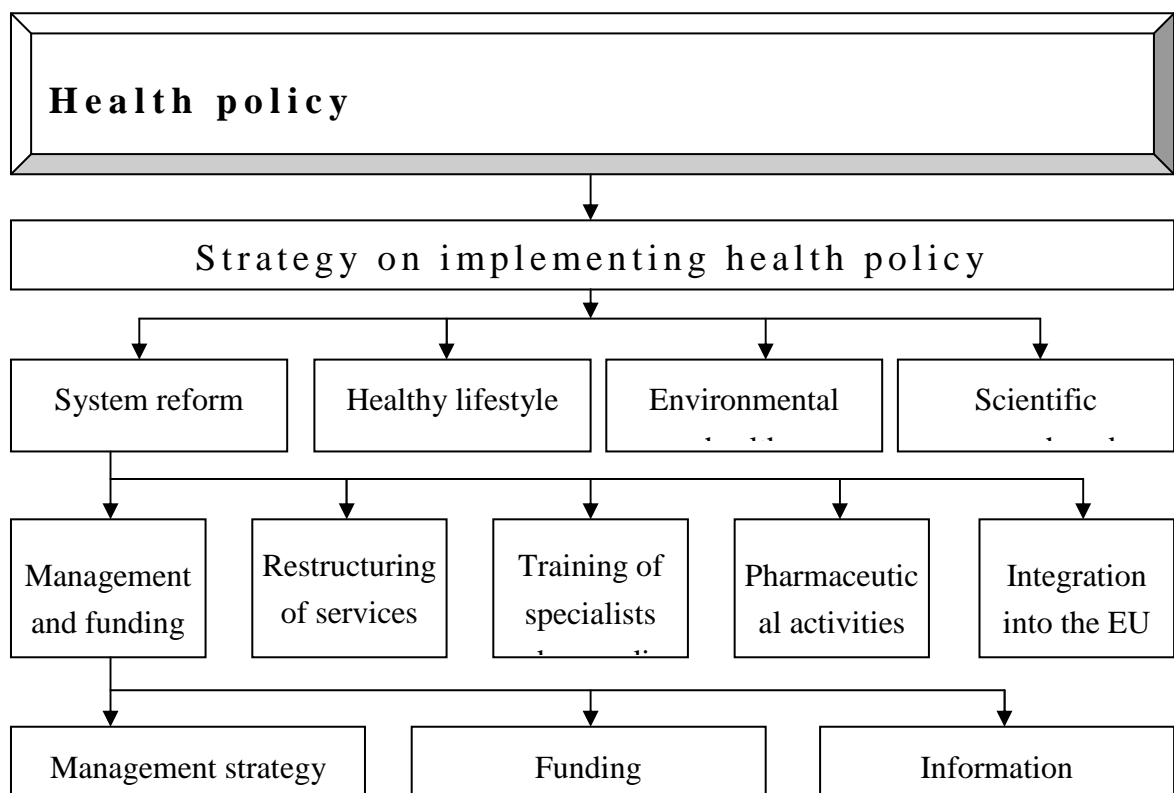 Health policy
Strategy on implementing health policy
System reform
Healthy lifestyle
Environmental
Scientific
Management
and funding
Restructuring
of services
Training of
specialists
Pharmaceutic
al activities
Integration
into the EU
Management strategy
Funding
Information